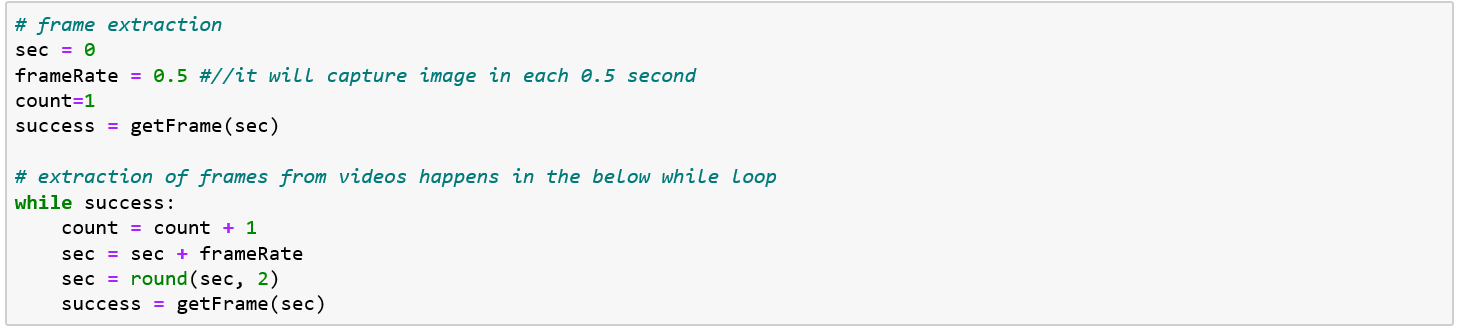 # frame extraction
sec = 0
frameRate = 0.5 #//it will capture image in each 0.5 second
count=1
success = getFrame(sec)

# extraction of frames from videos happens in the below while loop
while success:
    count = count + 1
    sec = sec + frameRate
    sec = round(sec, 2)
    success = getFrame(sec)